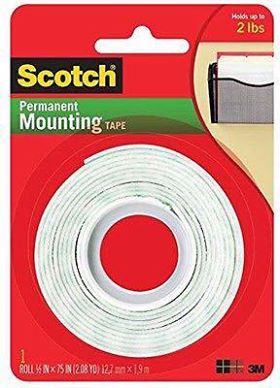 Holds up to
2 lbs
Scotch
Permanent
Mounting TAPE
1
ROLL ½ IN X 75 IN (2.08 YD) 12,7 mm X 1,9 m
3M